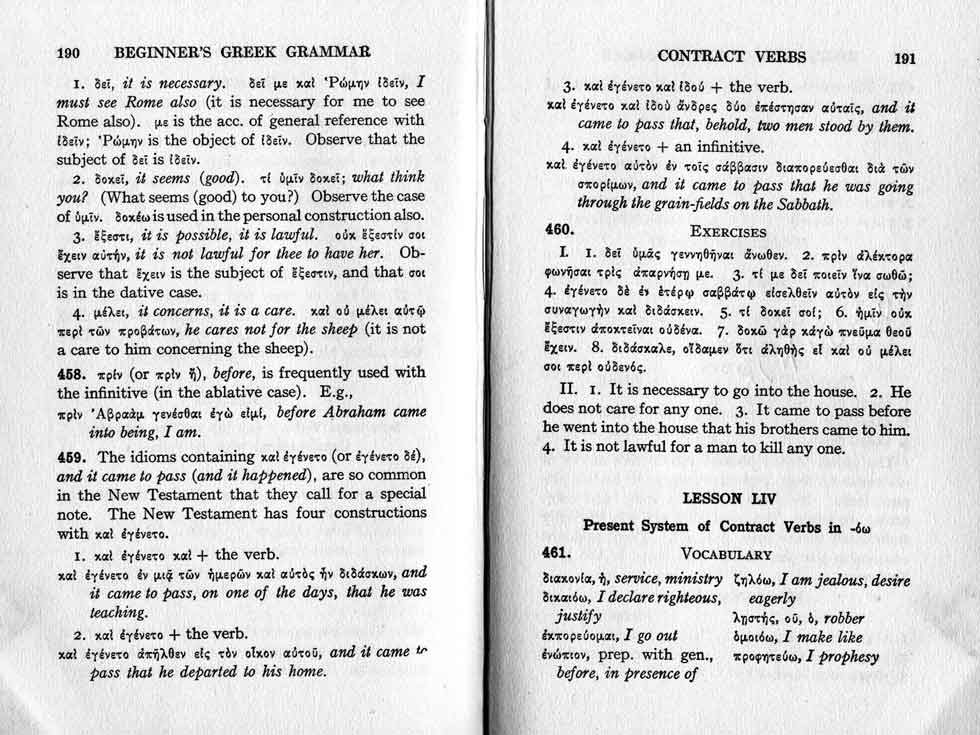 190 BEGINNER'S GREEK GRAMMAR
1. δεῖ, it is necessary. δεῖ με καὶ Ῥώμην ἰδεῖν, I
must see Rome also (it is necessary for me to see
Rome also). με is the acc. of general reference with
ἰδεῖν; Ῥώμην is the object of ἰδεῖν. Observe that the
subject of δεῖ is ἰδεῖν.
2. δοκεῖ, it seems (good). τί ὑμῖν δοκεῖ; what think
you? (What seems (good) to you?) Observe the case
of ὑμῖν. δοκέω is used in the personal construction also.
3. ἔξεστι, it is possible, it is lawful. οὐκ ἔξεστίν σοι
ἔχειν αὐτήν, it is not lawful for thee to have her. Ob-
serve that ἔχειν is the subject of ἔξεστιν, and that σοι
is in the dative case.
4. μέλει, it concerns, it is a care. καὶ οὐ μέλει αὐτῷ
περὶ τῶν προβάτων, he cares not for the sheep (it is not
a care to him concerning the sheep).
458. πρίν (or πρὶν ἤ), before, is frequently used with
the infinitive (in the ablative case). E.g.,
πρὶν Ἀβραὰμ γενέσθαι ἐγὼ εἰμί, before Abraham came
into being, I am.
459. The idioms containing καὶ ἐγένετο (or ἐγένετο δέ),
and it came to pass (and it happened), are so common
in the New Testament that they call for a special
note. The New Testament has four constructions
with καὶ ἐγένετο.
1. καὶ ἐγένετο καὶ + the verb.
καὶ ἐγένετο ἐν μιᾷ τῶν ἡμερῶν καὶ αὐτὸς ἦν διδάσκων, and
it came to pass, on one of the days, that he was
teaching.
2. καὶ ἐγένετο + the verb.
καὶ ἐγένετο ἀπῆλθεν εἰς τὸν οἶκον αὐτοῦ, and it came to
pass that he departed to his home.
CONTRACT VERBS 191
3. καὶ ἐγένετο καὶ ἰδού + the verb.
καὶ ἐγένετο καὶ ἰδοὺ ἄνδρες δύο ἐπέστησαν αὐταῖς, and it
came to pass that, behold, two men stood by them.
4. καὶ ἐγένετο + an infinitive.
καὶ ἐγένετο αὐτὸν ἐν τοῖς σάββασιν διαπορεύεσθαι διὰ τῶν
σπορίμων, and it came to pass that he was going
through the grain-fields on the Sabbath.
460. EXERCISES
I. 1. δεῖ ὑμᾶς γεννηθῆναι ἄνωθεν. 2. πρὶν ἀλέκτορα
φωνῆσαι τρὶς ἀπαρνήσῃ με. 3. τί με δεῖ ποιεῖν ἵνα σωθῶ;
4. ἐγένετο δὲ ἐν ἑτέρῳ σαββάτῳ εἰσελθεῖν αὐτὸν εἰς τὴν
συναγωγὴν καὶ διδάσκειν. 5. τί δοκεῖ σοί; 6. ἡμῖν οὐκ
ἔξεστιν ἀποκτεῖναι οὐδένα. 7. δοκῶ γὰρ κἀγὼ πνεῦμα θεοῦ
ἔχειν. 8. διδάσκαλε, οἴδαμεν ὅτι ἀληθὴς εἶ καὶ οὐ μέλει
σοι περὶ οὐδενός.
II. 1. It is necessary to go into the house. 2. He
does not care for any one. 3. It came to pass before
he went into the house that his brothers came to him.
4. It is not lawful for a man to kill any one.
LESSON LIV
Present System of Contract Verbs in -όω
461. VOCABULARY
διακονία, ἡ, service, ministry
δικαιόω, I declare righteous,
justify
ἐκπορεύομαι, I go out
ἐνώπιον, prep. with gen.,
before, in presence of
ζηλόω, I am jealous, desire
eagerly
λῃστής, οῦ, ὁ, robber
ὁμοιόω, I make like
προφητεύω, I prophesy